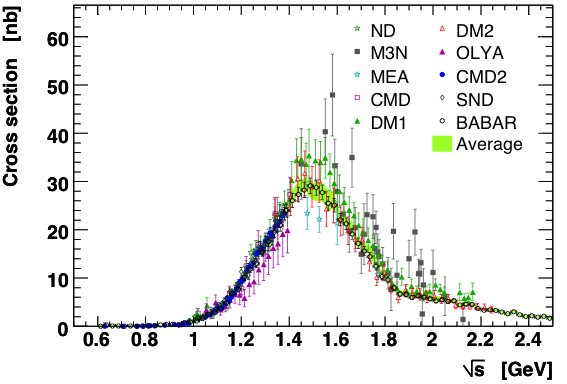 Cross section [nb]
60
50
40
30
20
10
0
ND
M3N
MEA
CMD
DM1
DM2
OLYA
CMD2
SND
BABAR
Average
0.6 0.8 1 1.2 1.4 1.6 1.8 2 2.2 2.4
√s [GeV]